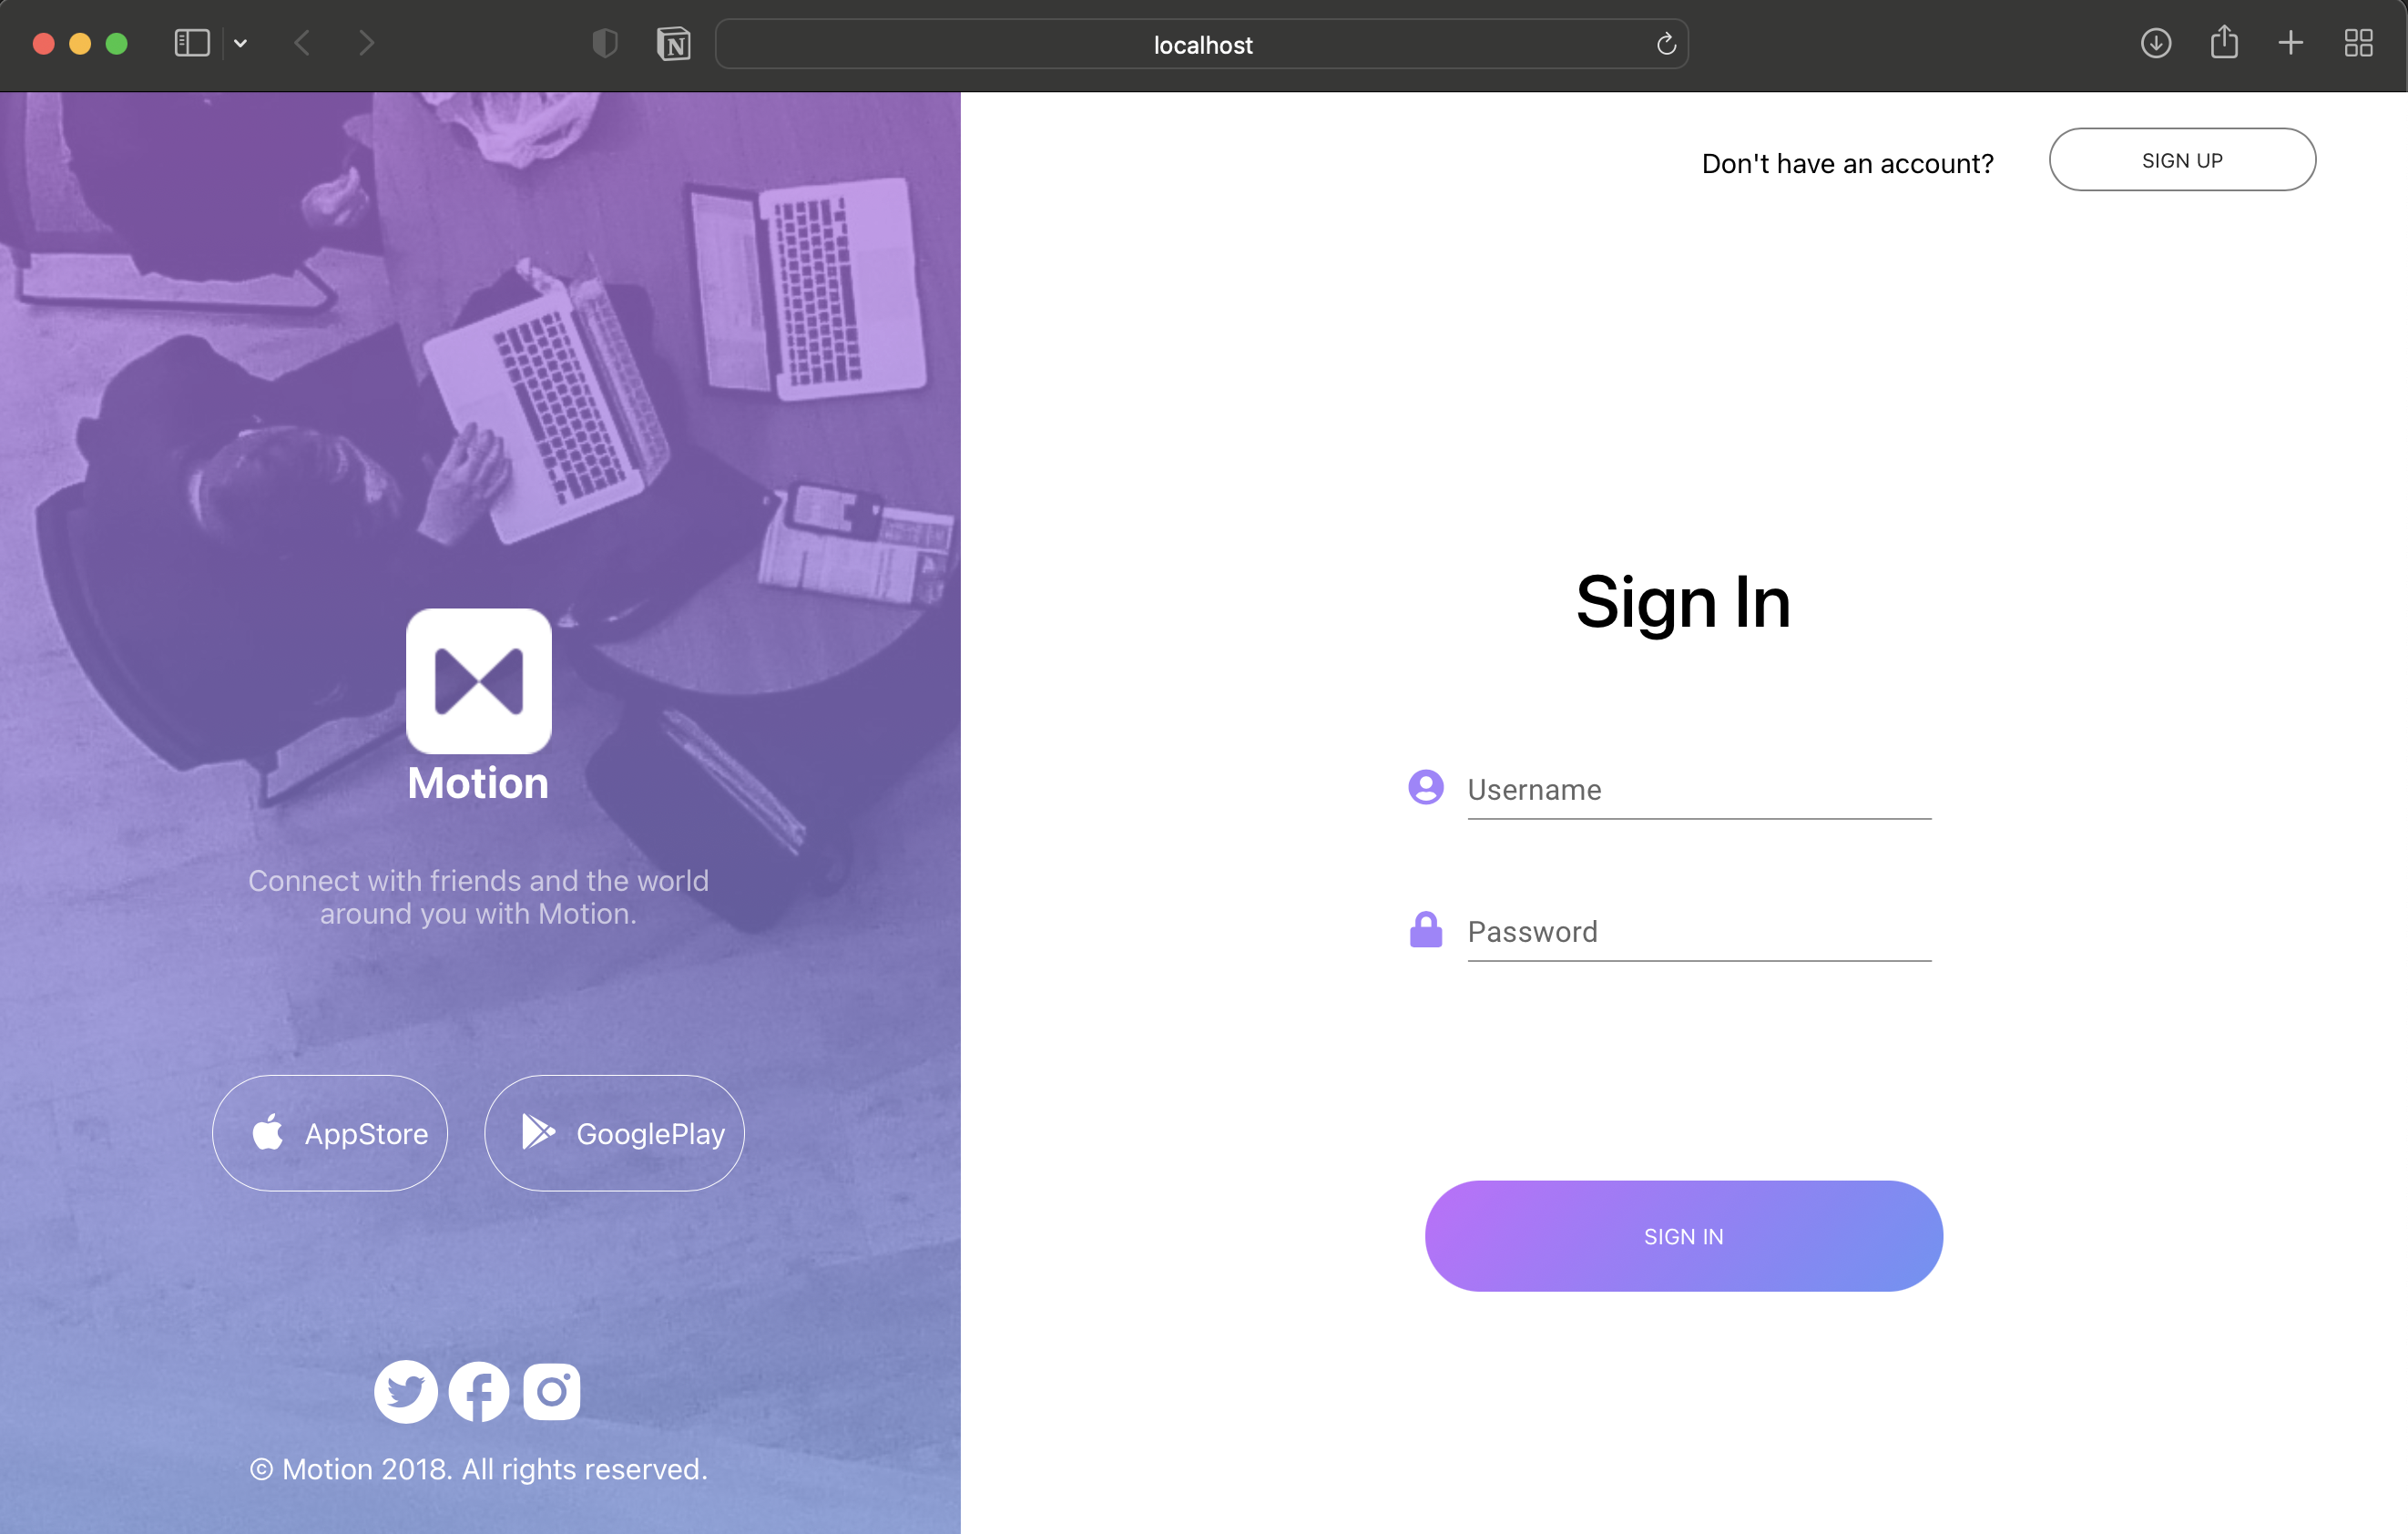 localhost
Don't have an account?
SIGN UP
Motion
Connect with friends and the world
around you with Motion.
AppStore
GooglePlay
© Motion 2018. All rights reserved.
Sign In
Username
Password
SIGN IN